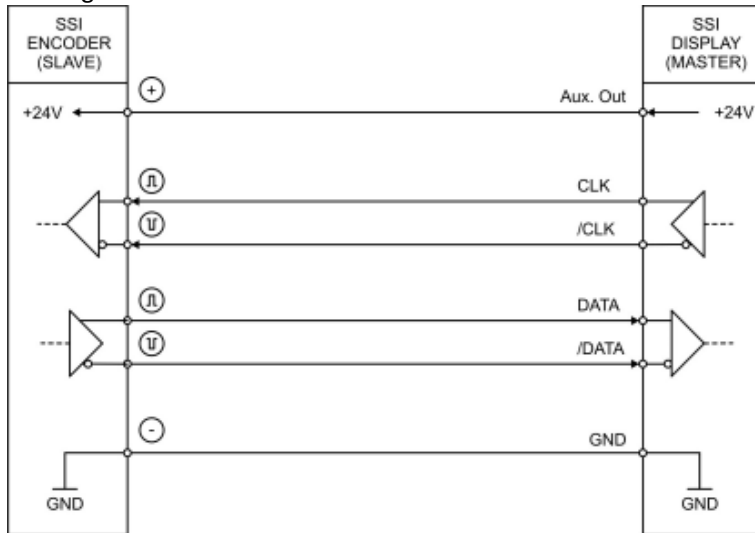 SSI
ENCODER
(SLAVE)
SSI
DISPLAY
(MASTER)
+
Aux. Out
+24V
+24V
CLK
/CLK
DATA
/DATA
-
GND
GND
GND